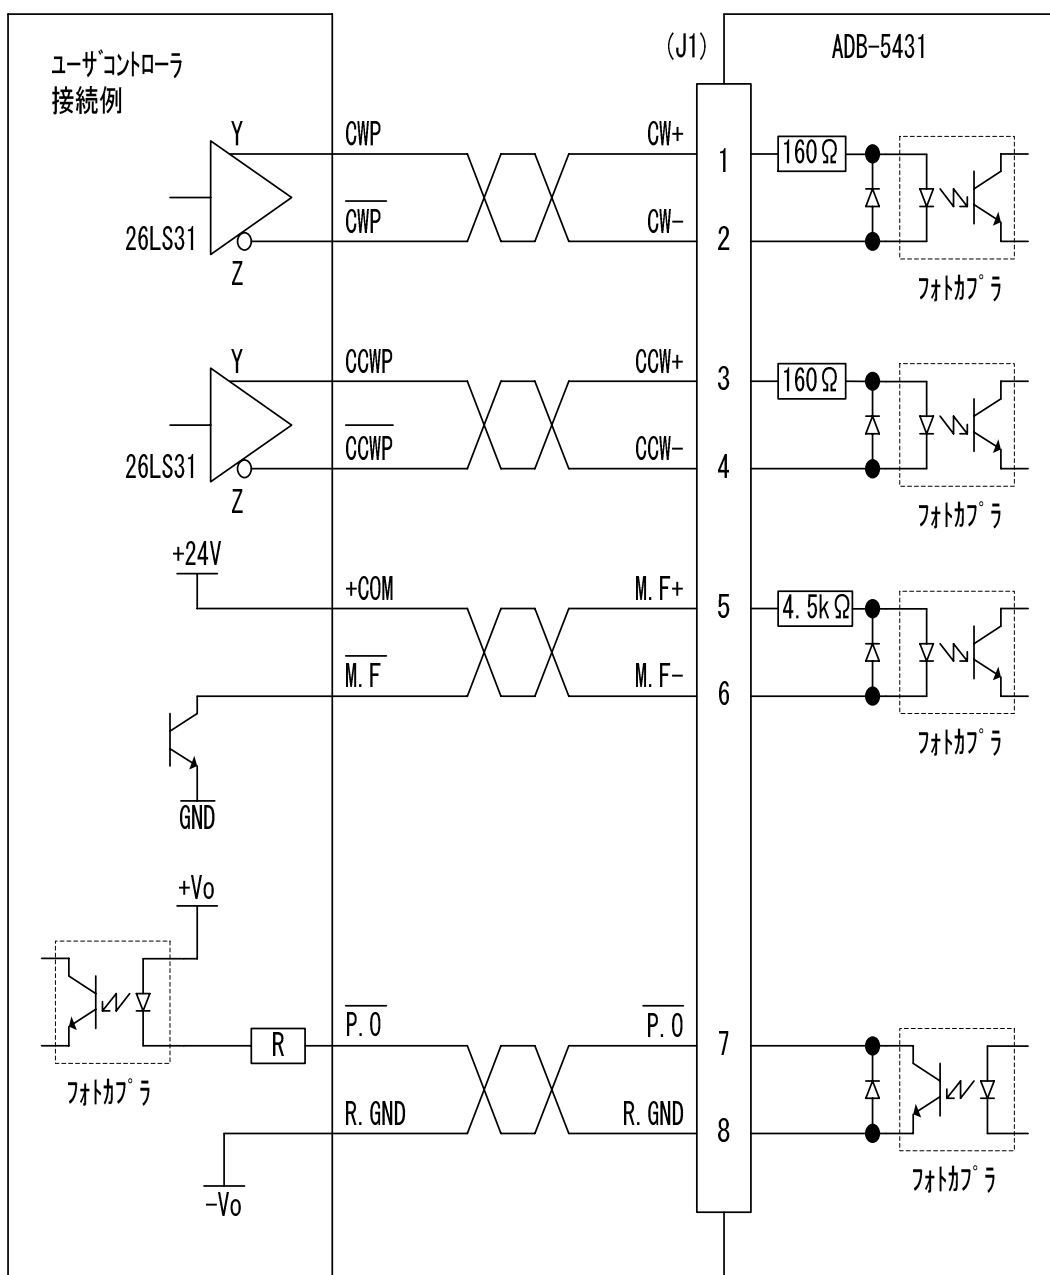 ユーザコントローラ
接続例
(J1)
ADB-5431
Y
CWP
CW+
1
160Ω
26LS31
CWP
CW-
2
Z
フォトカプラ
Y
CCWP
CCW+
3
160Ω
26LS31
CCWP
CCW-
4
Z
フォトカプラ
+24V
+COM
M.F+
5
4.5kΩ
M.F
M.F-
6
フォトカプラ
GND
+Vo
P.O
P.O
7
R
フォトカプラ
R.GND
R.GND
8
フォトカプラ
-Vo